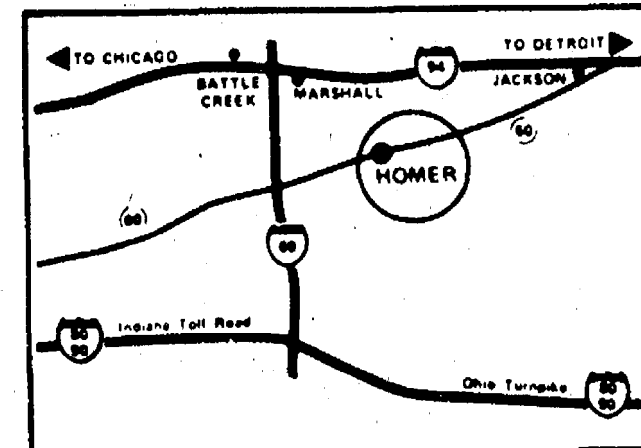 TO CHICAGO
TO DETROIT
94
BATTLE
CREEK
MARSHALL
JACKSON
60
HOMER
60
69
Indiana Toll Road
80
90
Ohio Turnpike
80
90